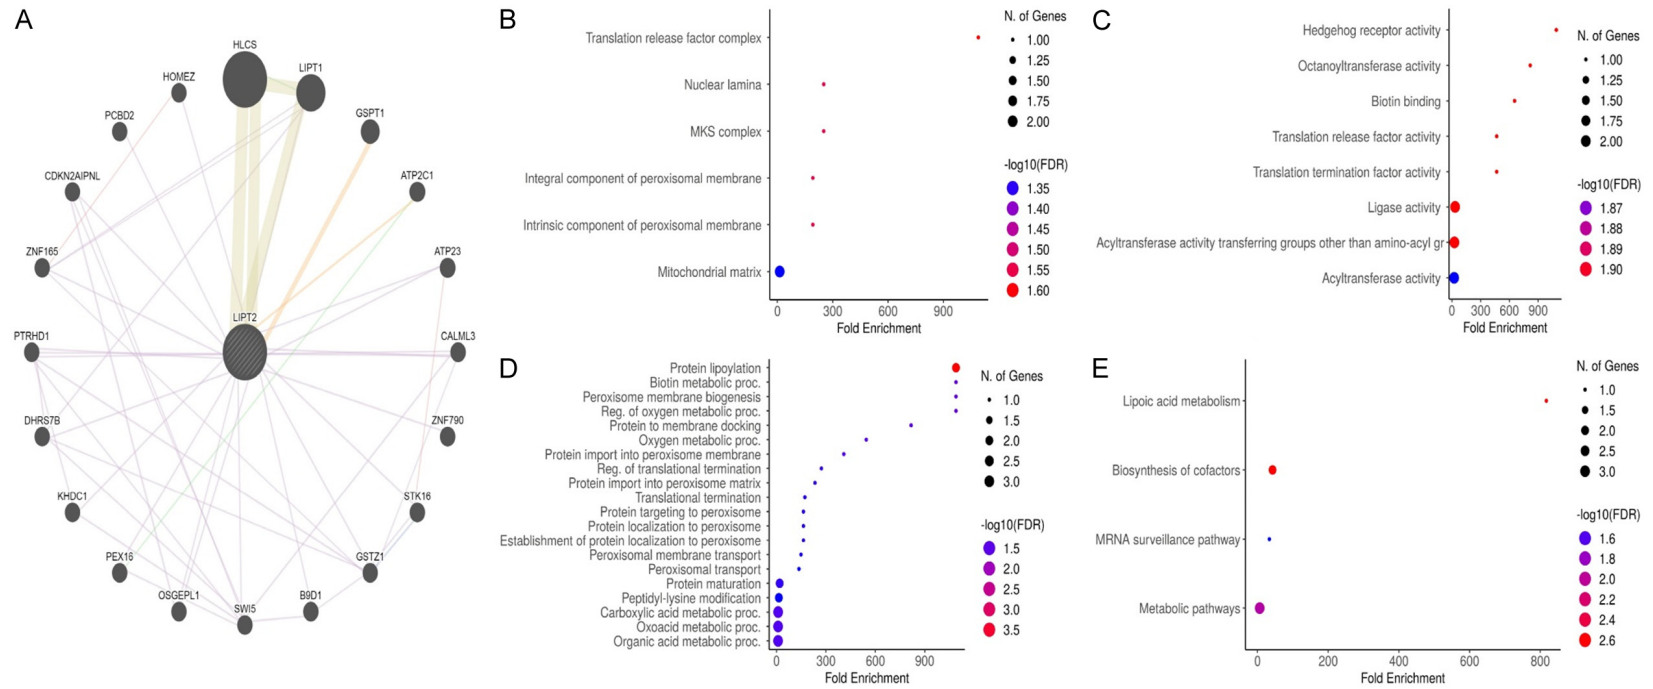 A
HLCS
LIPT1
HOMEZ
GSPT1
PCBD2
CDKN2AIPNL
ATP2C1
ZNF165
ATP23
LIPT2
PTRHD1
CALML3
DHRS7B
ZNF790
KHDC1
STK16
PEX16
GSTZ1
OSGEPL1
B9D1
SWI5
B
Translation release factor complex
Nuclear lamina
MKS complex
Integral component of peroxisomal membrane
Intrinsic component of peroxisomal membrane
Mitochondrial matrix
0 300 600 900
Fold Enrichment
N. of Genes
1.00
1.25
1.50
1.75
2.00
-log10(FDR)
1.35
1.40
1.45
1.50
1.55
1.60
C
Hedgehog receptor activity
Octanoyltransferase activity
Biotin binding
Translation release factor activity
Translation termination factor activity
Ligase activity
Acyltransferase activity transferring groups other than amino-acyl gr
Acyltransferase activity
0 300 600 900
Fold Enrichment
N. of Genes
1.00
1.25
1.50
1.75
2.00
-log10(FDR)
1.87
1.88
1.89
1.90
D
Protein lipoylation
Biotin metabolic proc.
Peroxisome membrane biogenesis
Reg. of oxygen metabolic proc.
Protein to membrane docking
Oxygen metabolic proc.
Protein import into peroxisome membrane
Reg. of translational termination
Protein import into peroxisome matrix
Translational termination
Protein targeting to peroxisome
Protein localization to peroxisome
Establishment of protein localization to peroxisome
Peroxisomal membrane transport
Peroxisomal transport
Protein maturation
Peptidyl-lysine modification
Carboxylic acid metabolic proc.
Oxoacid metabolic proc.
Organic acid metabolic proc.
0 300 600 900
Fold Enrichment
N. of Genes
1.0
1.5
2.0
2.5
3.0
-log10(FDR)
1.5
2.0
2.5
3.0
3.5
E
Lipoic acid metabolism
Biosynthesis of cofactors
MRNA surveillance pathway
Metabolic pathways
0 200 400 600 800
Fold Enrichment
N. of Genes
1.0
1.5
2.0
2.5
3.0
-log10(FDR)
1.6
1.8
2.0
2.2
2.4
2.6